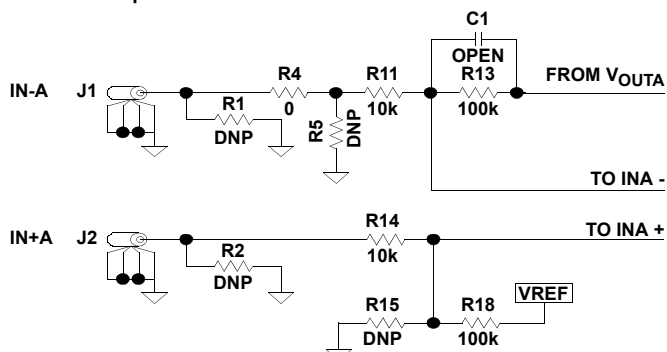 C1
OPEN
IN-A J1
R4
0
R11
10k
R13
100k
FROM VOUTA
R1
DNP
R5
DNP
TO INA -
IN+A J2
R14
10k
TO INA +
R2
DNP
R15
DNP
R18
100k
VREF